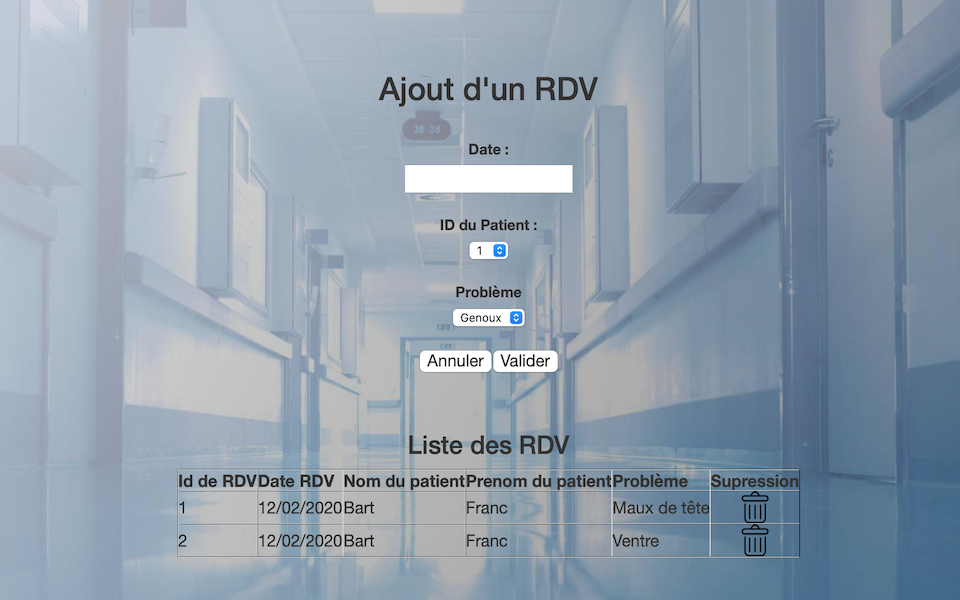 Ajout d'un RDV
Date :
ID du Patient :
1
Problème
Genoux
Annuler Valider
Liste des RDV
Id de RDV Date RDV Nom du patient Prenom du patient Problème Supression
1 12/02/2020 Bart Franc Maux de tête
2 12/02/2020 Bart Franc Ventre